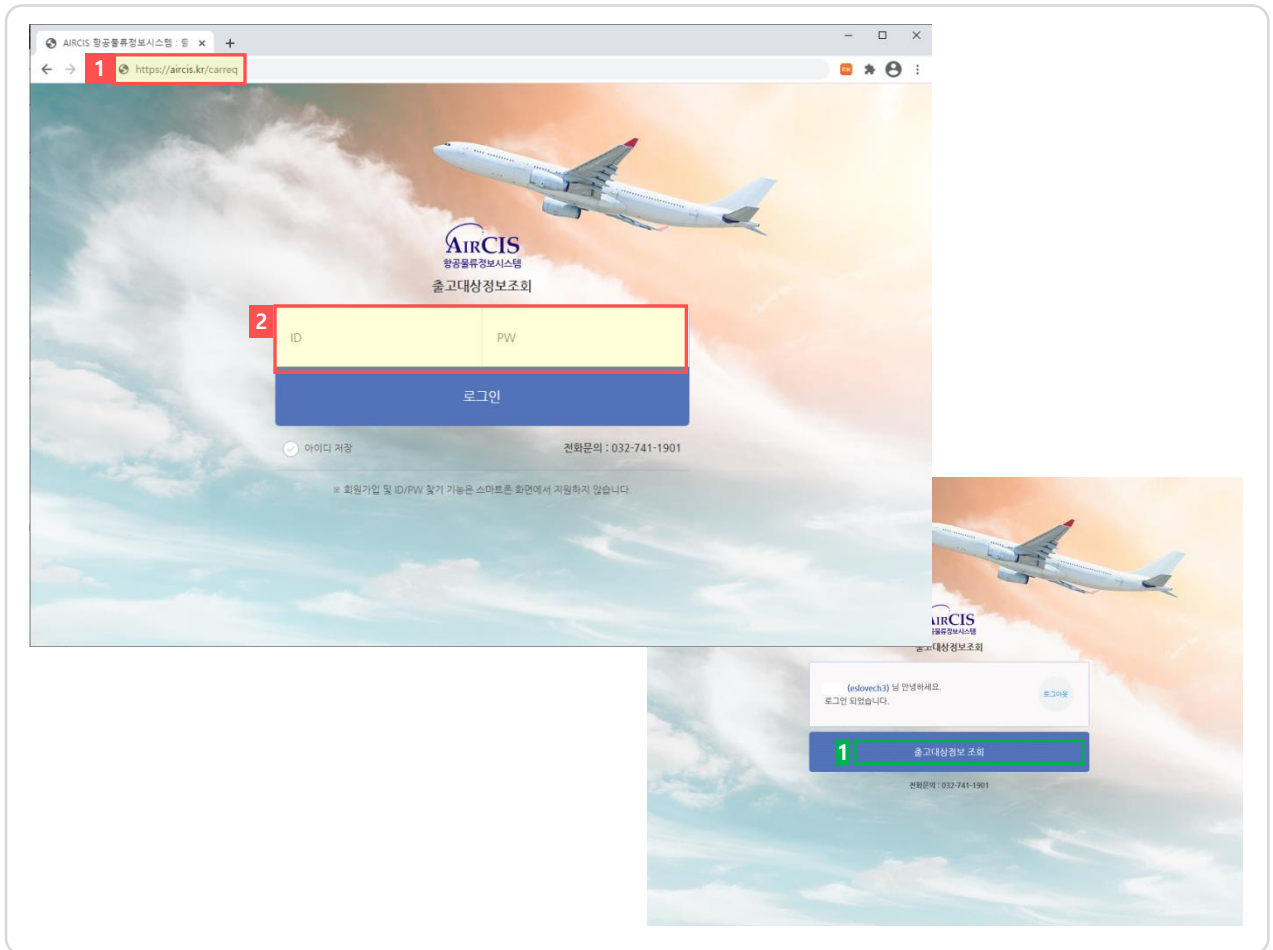 AIRCIS 항공물류정보시스템 : 출
1
https://aircis.kr/carreq
AIRCIS
항공물류정보시스템
출고대상정보조회
2
ID
PW
로그인
아이디 저장
전화문의 : 032-741-1901
※ 회원가입 및 ID/PW 찾기 기능은 스마트폰 화면에서 지원하지 않습니다.
AIRCIS
항공물류정보시스템
출고대상정보조회
(eslovech3) 님 안녕하세요.
로그인 되었습니다.
로그아웃
1
출고대상정보 조회
전화문의 : 032-741-1901